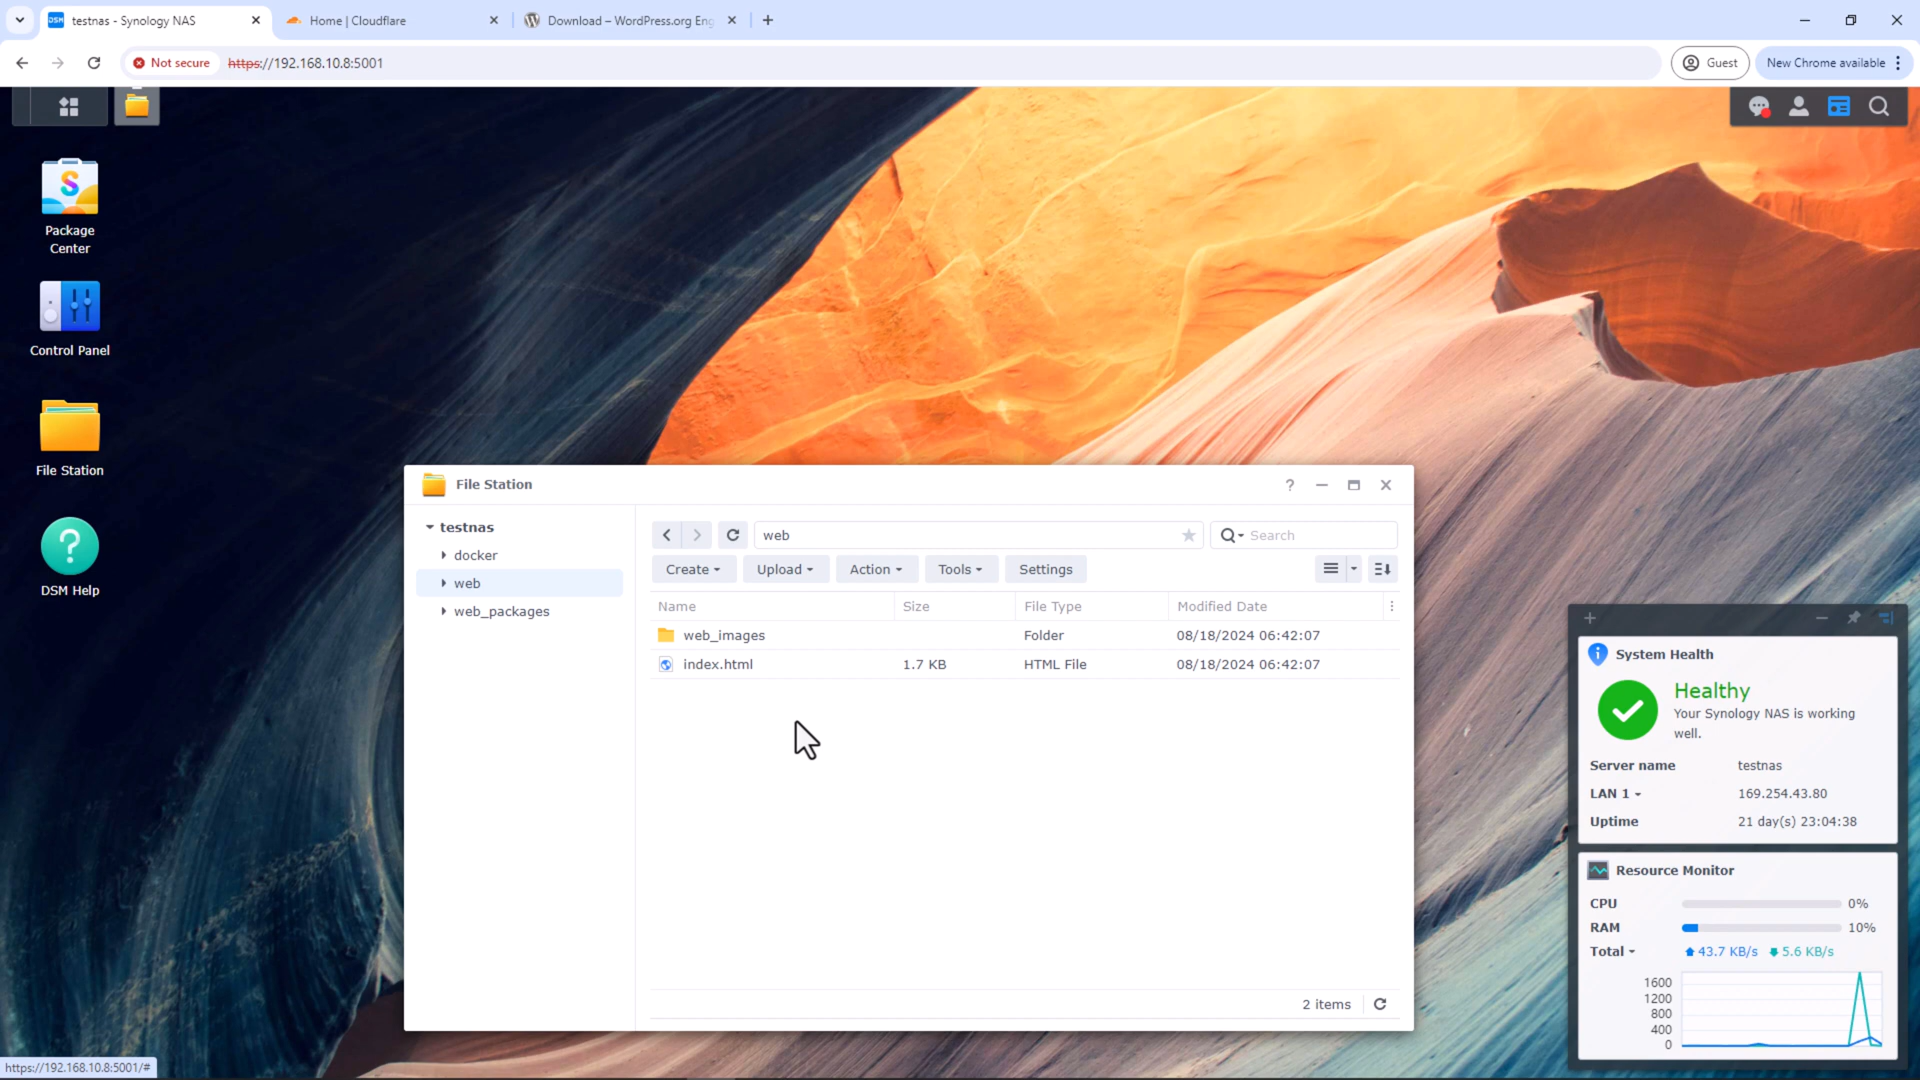 testnas - Synology NAS
Home | Cloudflare
Download – WordPress.org Eng
Not secure
https://192.168.10.8:5001
Guest
New Chrome available
Package
Center
Control Panel
File Station
DSM Help
File Station
testnas
docker
web
web_packages
web
Search
Create
Upload
Action
Tools
Settings
Name
Size
File Type
Modified Date
web_images
Folder
08/18/2024 06:42:07
index.html
1.7 KB
HTML File
08/18/2024 06:42:07
2 items
System Health
Healthy
Your Synology NAS is working
well.
Server name
testnas
LAN 1
169.254.43.80
Uptime
21 day(s) 23:04:38
Resource Monitor
CPU
0%
RAM
10%
Total
43.7 KB/s
5.6 KB/s
1600
1200
800
400
0
https://192.168.10.8:5001/#